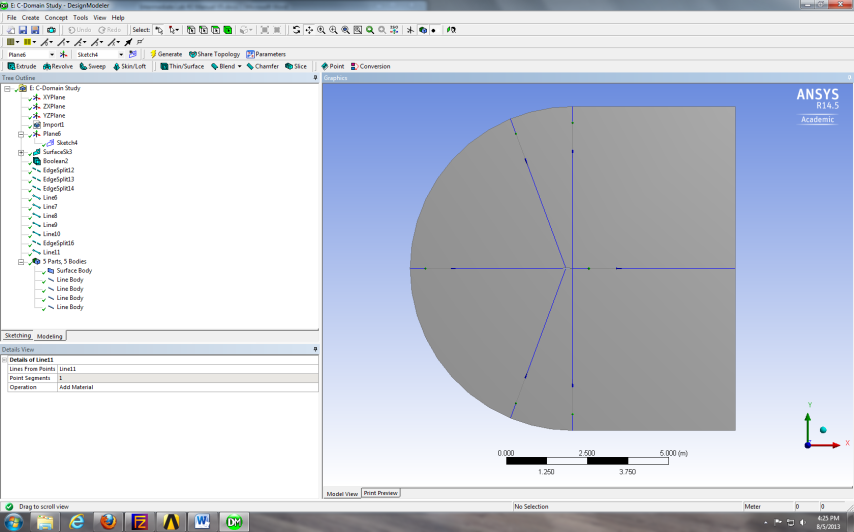 E: C-Domain Study - DesignModeler
File Create Concept Tools View Help
Undo Redo Select:
Plane6 Sketch4 Generate Share Topology Parameters
Extrude Revolve Sweep Skin/Loft Thin/Surface Blend Chamfer Slice Point Conversion
Tree Outline
E: C-Domain Study
XYPlane
ZXPlane
YZPlane
Import1
Plane6
Sketch4
SurfaceSk3
Boolean2
EdgeSplit12
EdgeSplit13
EdgeSplit14
Line6
Line7
Line8
Line9
Line10
EdgeSplit16
Line11
5 Parts, 5 Bodies
Surface Body
Line Body
Line Body
Line Body
Line Body
Sketching Modeling
Details View
Details of Line11
Lines From Points Line11
Point Segments 1
Operation Add Material
Graphics
ANSYS
R14.5
Academic
Y
X
0.000 2.500 5.000 (m)
1.250 3.750
Model View Print Preview
Drag to scroll view No Selection Meter 0 0
W DM
4:25 PM
8/5/2013